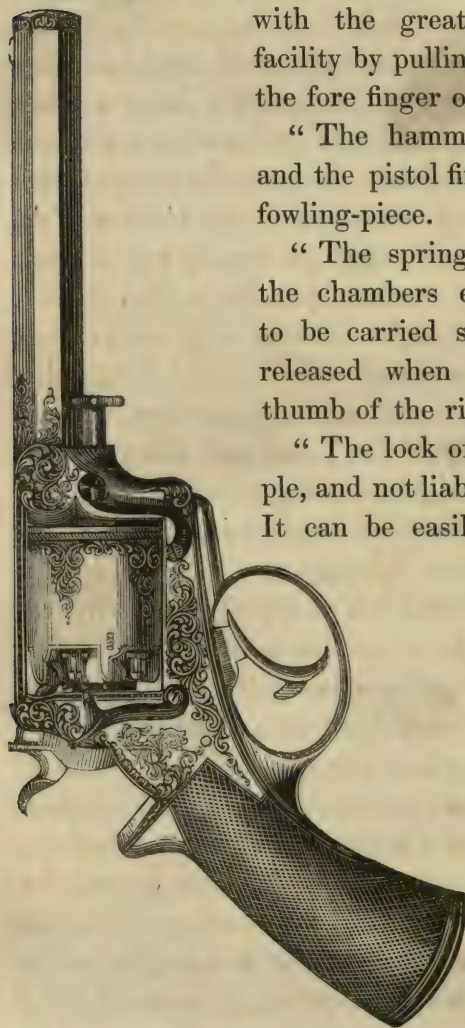 with the great
facility by pullin
the fore finger o
“ The hamm
and the pistol fi
fowling-piece.
“ The spring
the chambers e
to be carried s
released when
thumb of the ri
“ The lock o
ple, and not liab
It can be easil